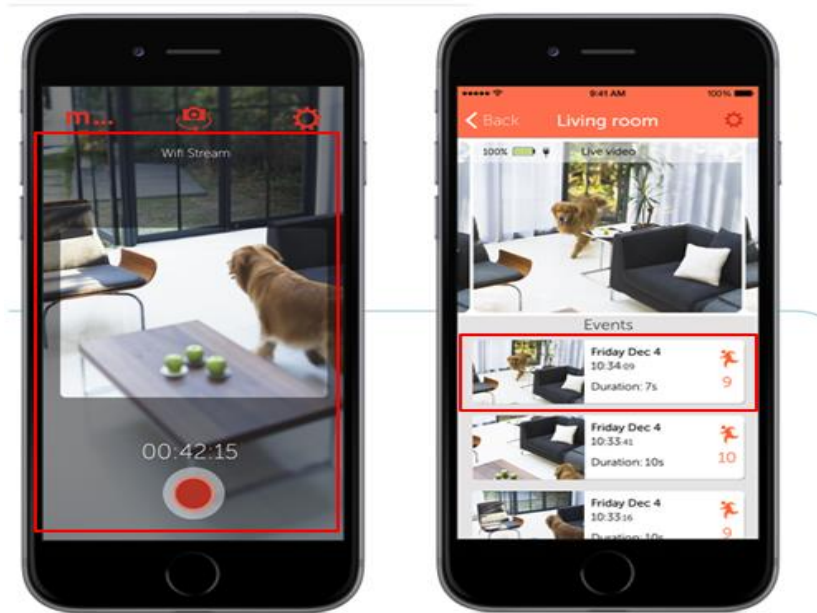 m...
Wifi Stream
00:42:15
9:41 AM
100%
Back
Living room
100%
Live video
Events
Friday Dec 4
10:34:09
Duration: 7s
9
Friday Dec 4
10:33:41
Duration: 10s
10
Friday Dec 4
10:33:16
Duration: 10s
9